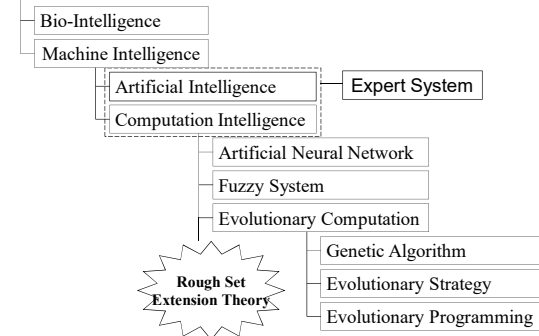 Bio-Intelligence
Machine Intelligence
Artificial Intelligence
Expert System
Computation Intelligence
Artificial Neural Network
Fuzzy System
Evolutionary Computation
Genetic Algorithm
Rough Set
Evolutionary Strategy
Extension Theory
Evolutionary Programming